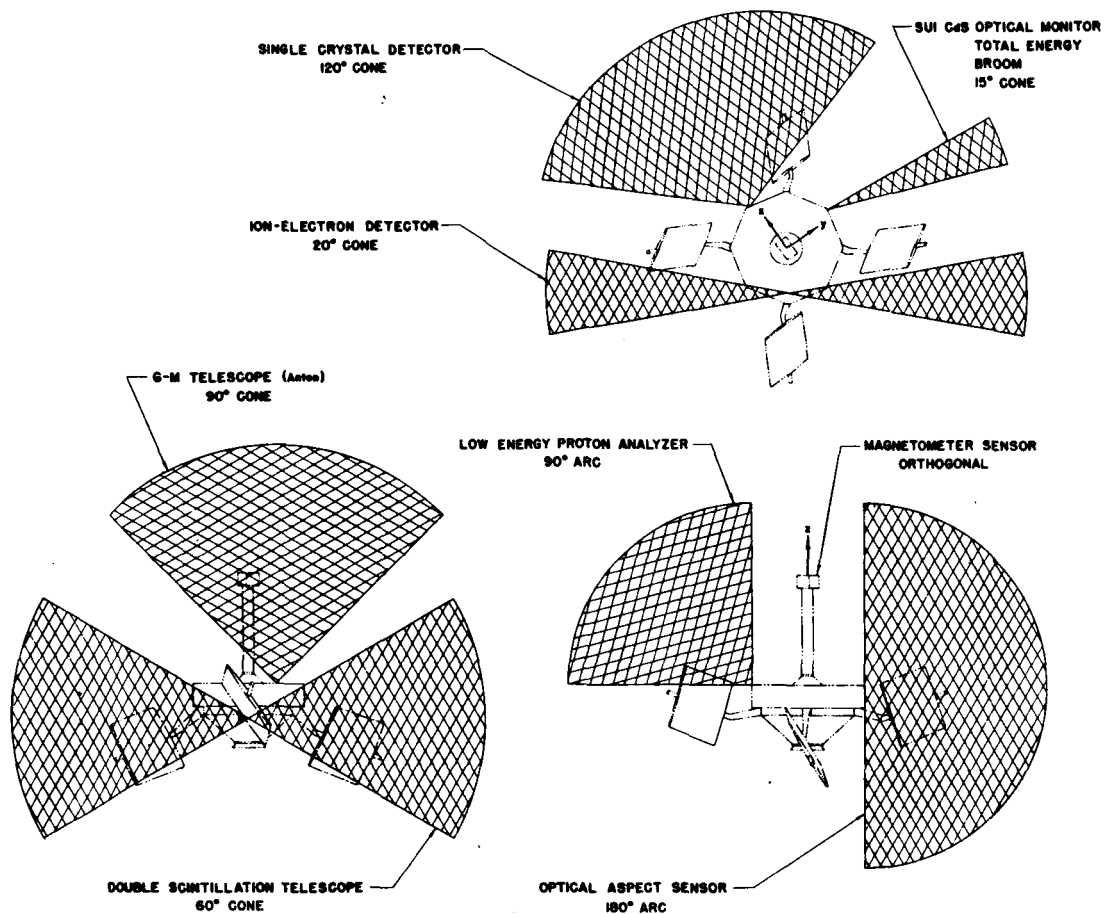 SINGLE CRYSTAL DETECTOR
120° CONE
SUI CdS OPTICAL MONITOR
TOTAL ENERGY
BROOM
15° CONE
ION-ELECTRON DETECTOR
20° CONE
x
y
G-M TELESCOPE (Anton)
90° CONE
LOW ENERGY PROTON ANALYZER
90° ARC
MAGNETOMETER SENSOR
ORTHOGONAL
z
DOUBLE SCINTILLATION TELESCOPE
60° CONE
OPTICAL ASPECT SENSOR
180° ARC